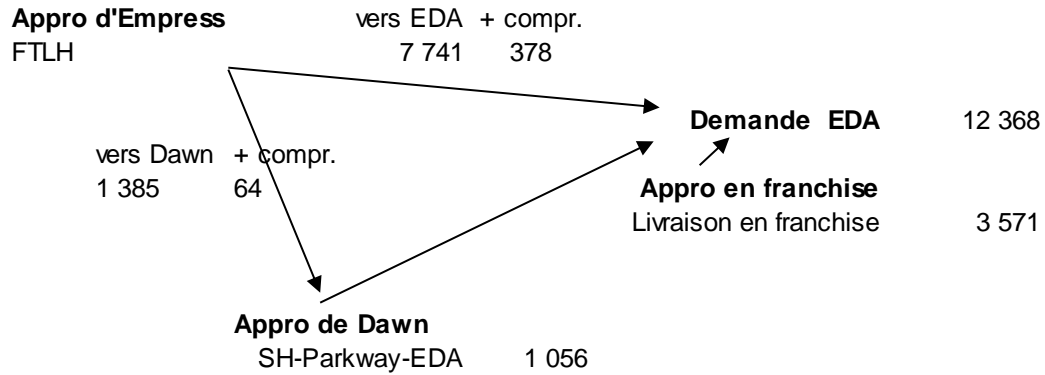 Appro d'Empress vers EDA + compr.
FTLH 7 741 378
Demande EDA 12 368
vers Dawn + compr.
1 385 64
Appro en franchise
Livraison en franchise 3 571
Appro de Dawn
SH-Parkway-EDA 1 056